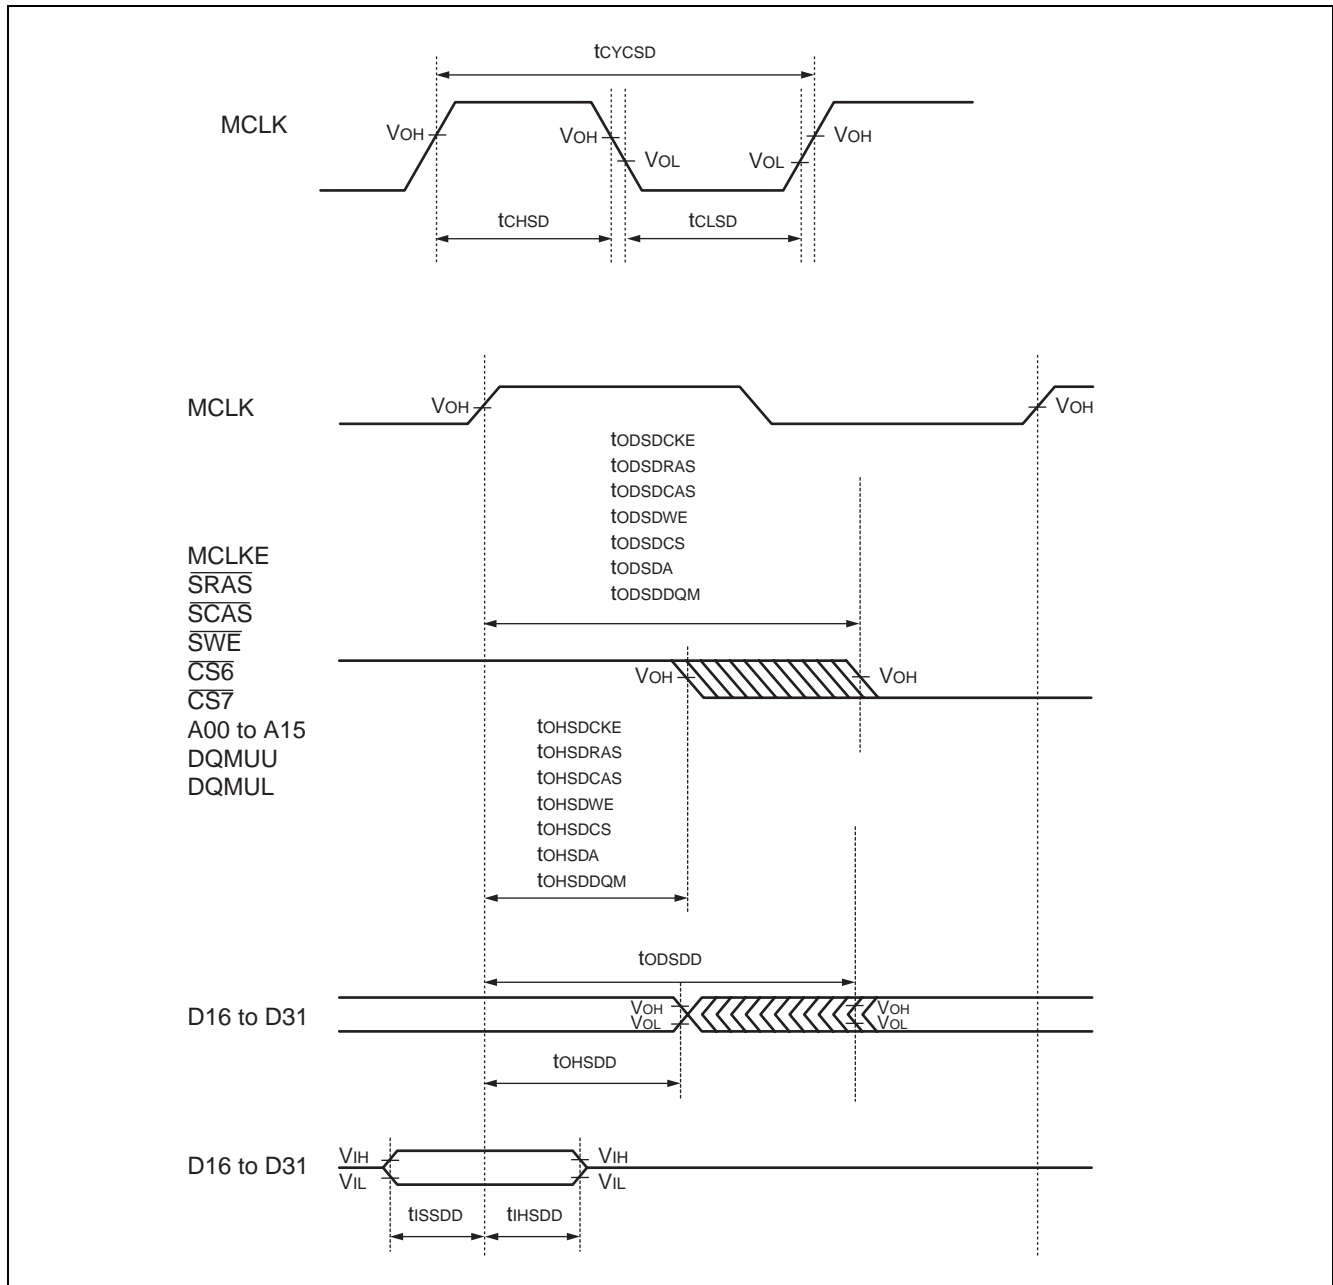 tCYCSD
MCLK
VOH
VOH
VOL
VOL
VOH
tCHSD
tCLSD
MCLK
VOH
VOH
tODSDCKE
tODSDRAS
tODSDCAS
tODSDWE
tODSDCS
tODSDA
tODSDDQM
MCLKE
SRAS
SCAS
SWE
CS6
CS7
A00 to A15
DQMUU
DQMUL
VOH
VOH
tOHSDCKE
tOHSDRAS
tOHSDCAS
tOHSDWE
tOHSDCS
tOHSDA
tOHSDDQM
tODSDD
D16 to D31
VOH
VOL
VOH
VOL
tOHSDD
D16 to D31
VIH
VIL
VIH
VIL
tISSDD
tIHSDD